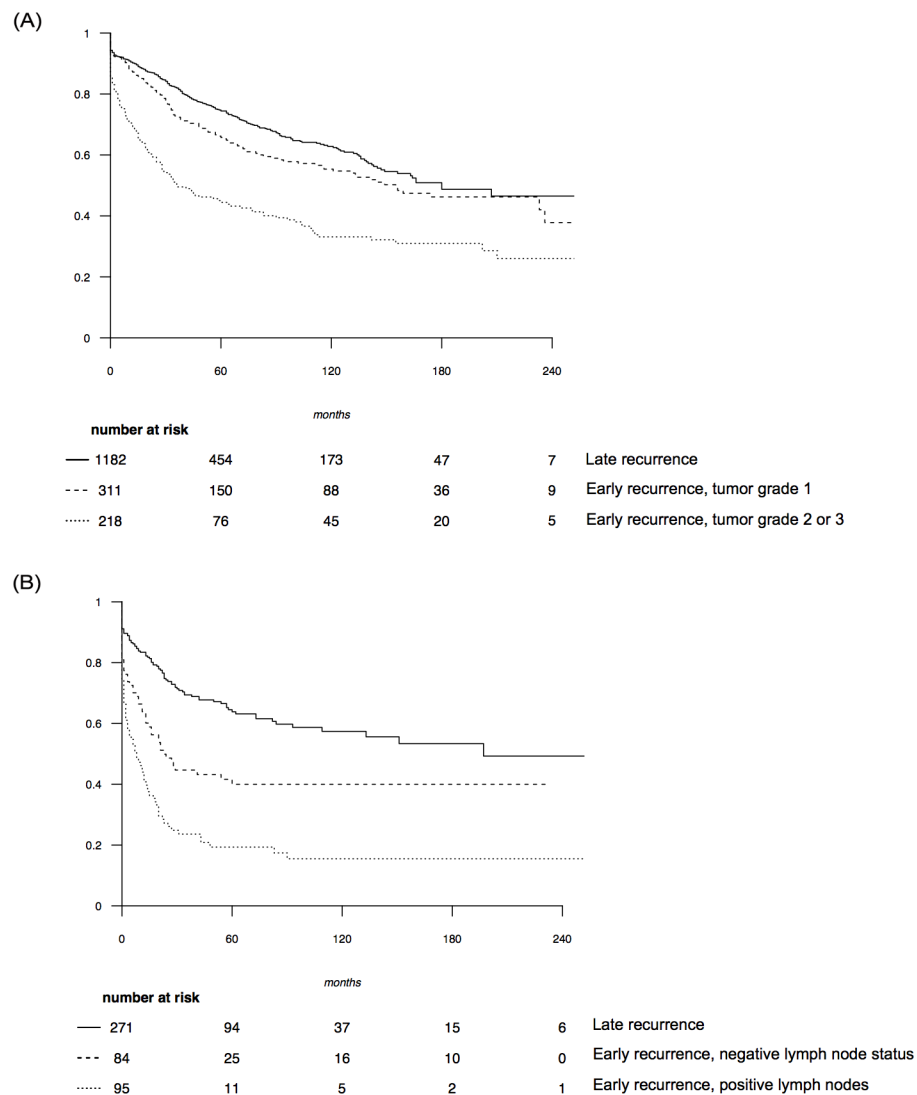 (A)
1
0.8
0.6
0.4
0.2
0
0 60 120 180 240
months
number at risk
1182 454 173 47 7 Late recurrence
311 150 88 36 9 Early recurrence, tumor grade 1
218 76 45 20 5 Early recurrence, tumor grade 2 or 3
(B)
1
0.8
0.6
0.4
0.2
0
0 60 120 180 240
months
number at risk
271 94 37 15 6 Late recurrence
84 25 16 10 0 Early recurrence, negative lymph node status
95 11 5 2 1 Early recurrence, positive lymph nodes